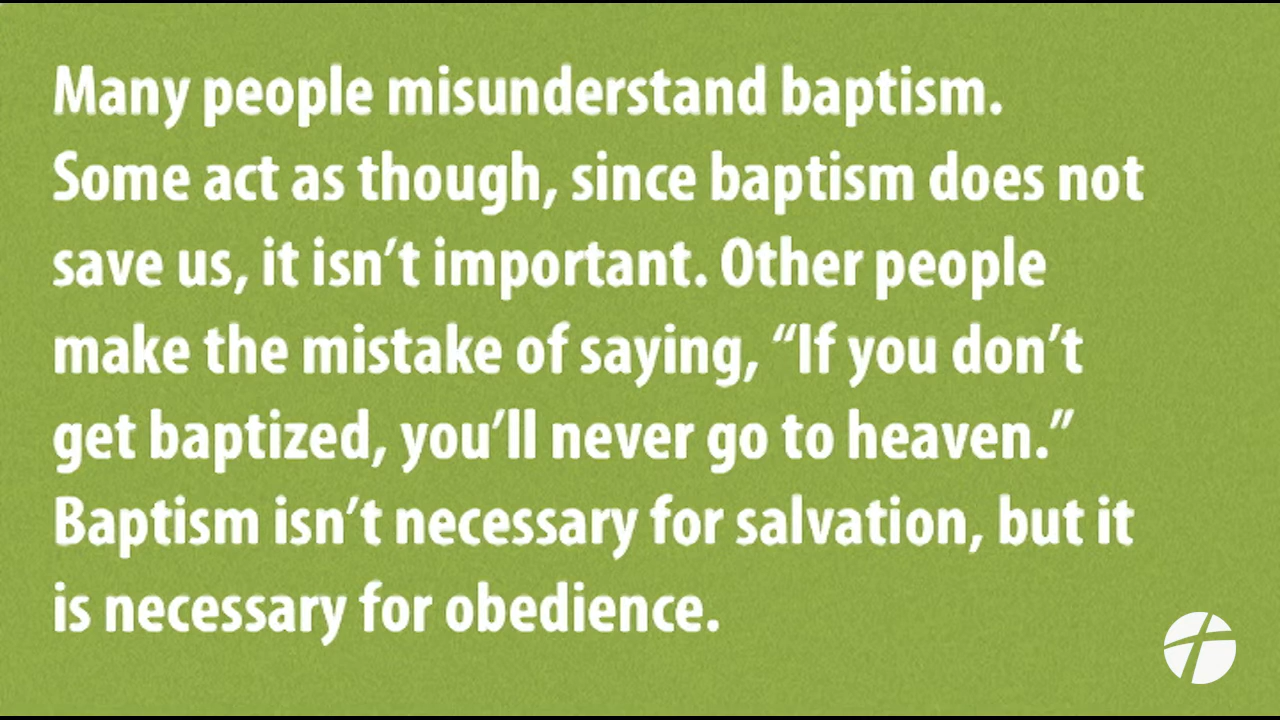 Many people misunderstand baptism.
Some act as though, since baptism does not
save us, it isn’t important. Other people
make the mistake of saying, “If you don’t
get baptized, you’ll never go to heaven.”
Baptism isn’t necessary for salvation, but it
is necessary for obedience.